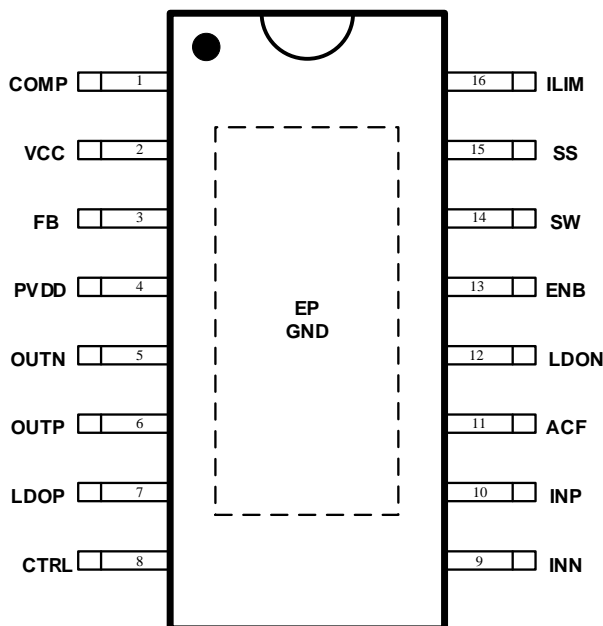 COMP 1 16 ILIM
VCC 2 15 SS
FB 3 14 SW
PVDD 4 13 ENB
EP
GND
OUTN 5 12 LDON
OUTP 6 11 ACF
LDOP 7 10 INP
CTRL 8 9 INN